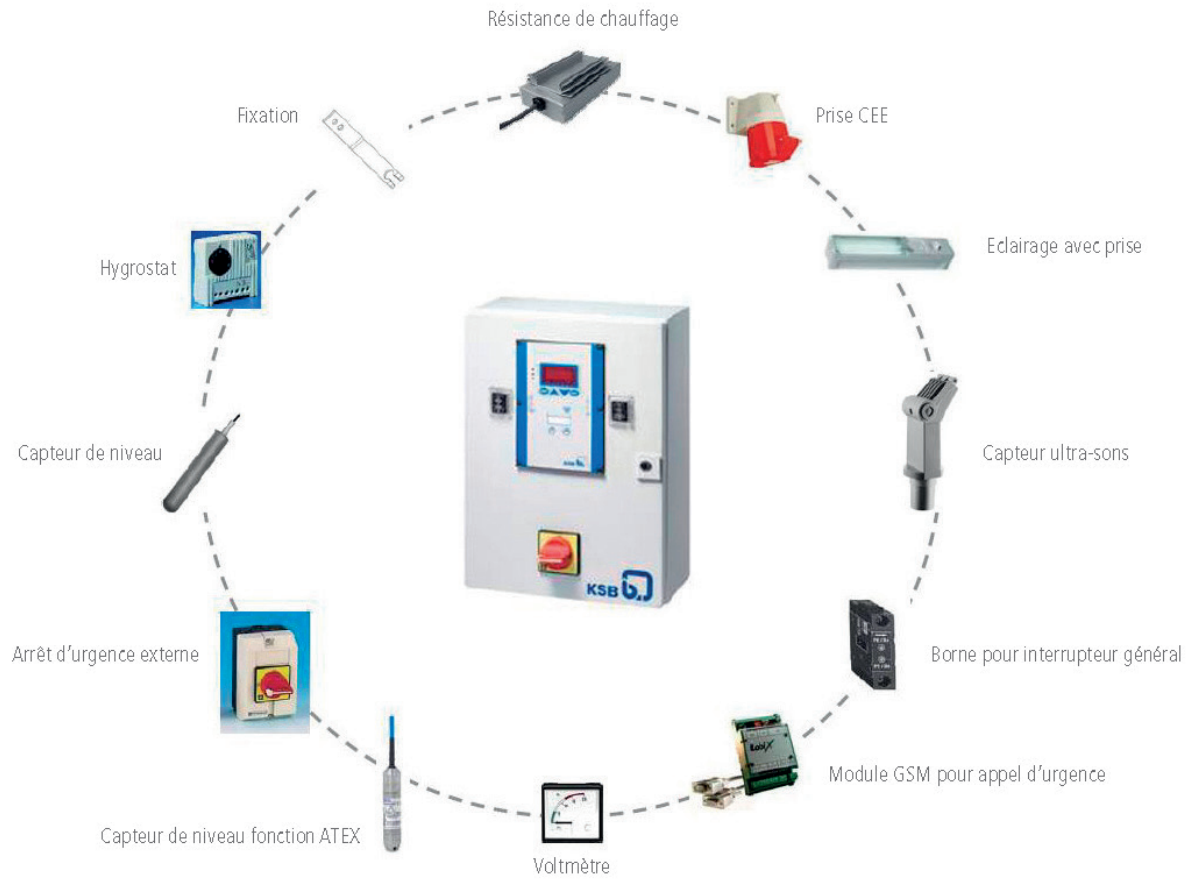 Résistance de chauffage
Fixation
Prise CEE
Hygrostat
Eclairage avec prise
Capteur de niveau
Capteur ultra-sons
KSB
KSB
Arrêt d'urgence externe
Borne pour interrupteur général
Module GSM pour appel d'urgence
Capteur de niveau fonction ATEX
Voltmètre